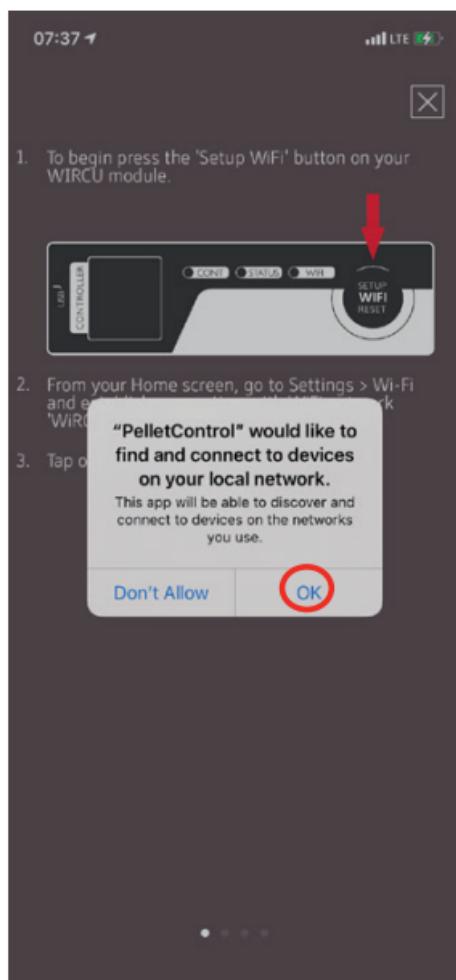 07:37
LTE
1. To begin press the 'Setup WiFi' button on your
WIRCU module.
USB
CONTROLLER
CONT
STATUS
WIFI
SETUP
WIFI
RESET
2. From your Home screen, go to Settings > Wi-Fi
and
'WiRC
3. Tap o
"PelletControl" would like to
find and connect to devices
on your local network.
This app will be able to discover and
connect to devices on the networks
you use.
Don't Allow
OK